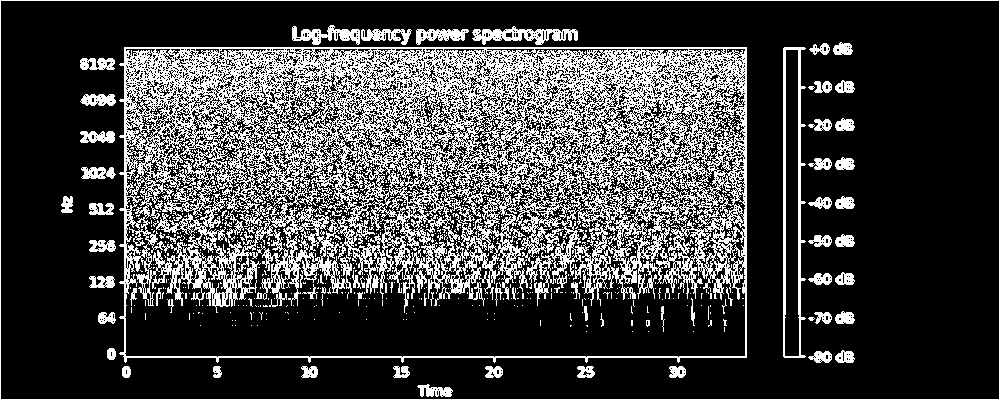 Log-frequency power spectrogram
8192
4096
2048
1024
512
256
128
64
0
Hz
0 5 10 15 20 25 30
Time
+0 dB
-10 dB
-20 dB
-30 dB
-40 dB
-50 dB
-60 dB
-70 dB
-80 dB